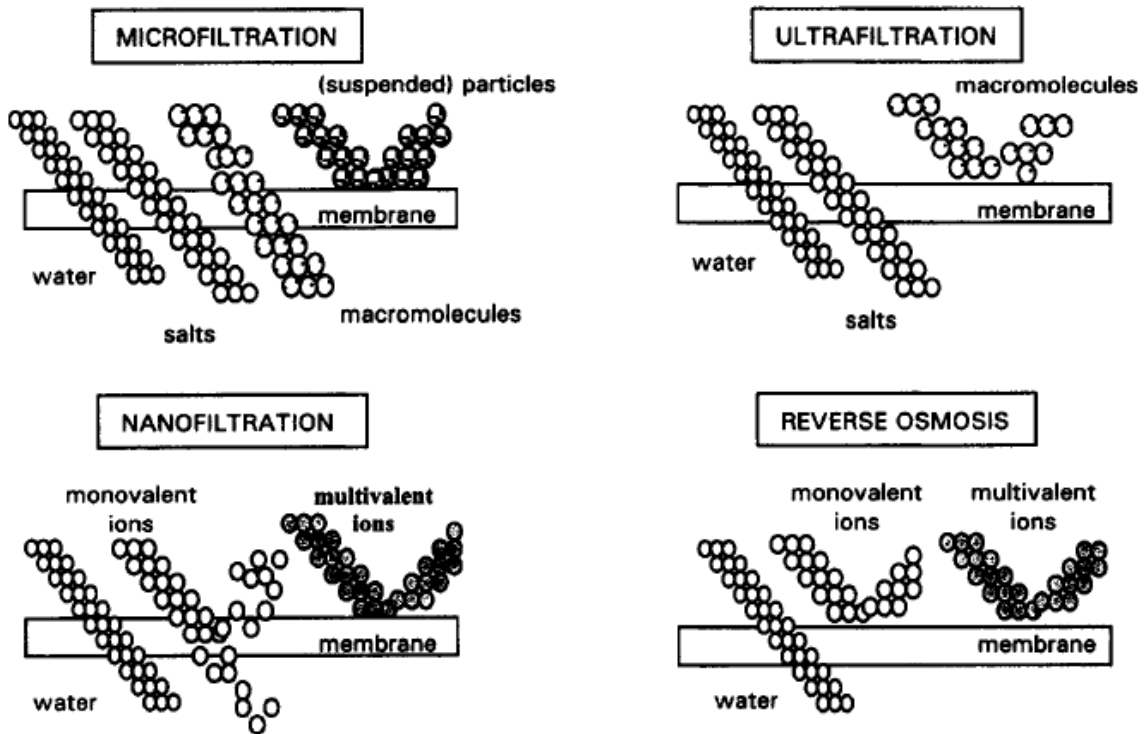 MICROFILTRATION
(suspended) particles
membrane
water
macromolecules
salts
ULTRAFILTRATION
macromolecules
membrane
water
salts
NANOFILTRATION
monovalent
ions
multivalent
ions
membrane
water
REVERSE OSMOSIS
monovalent
ions
multivalent
ions
membrane
water